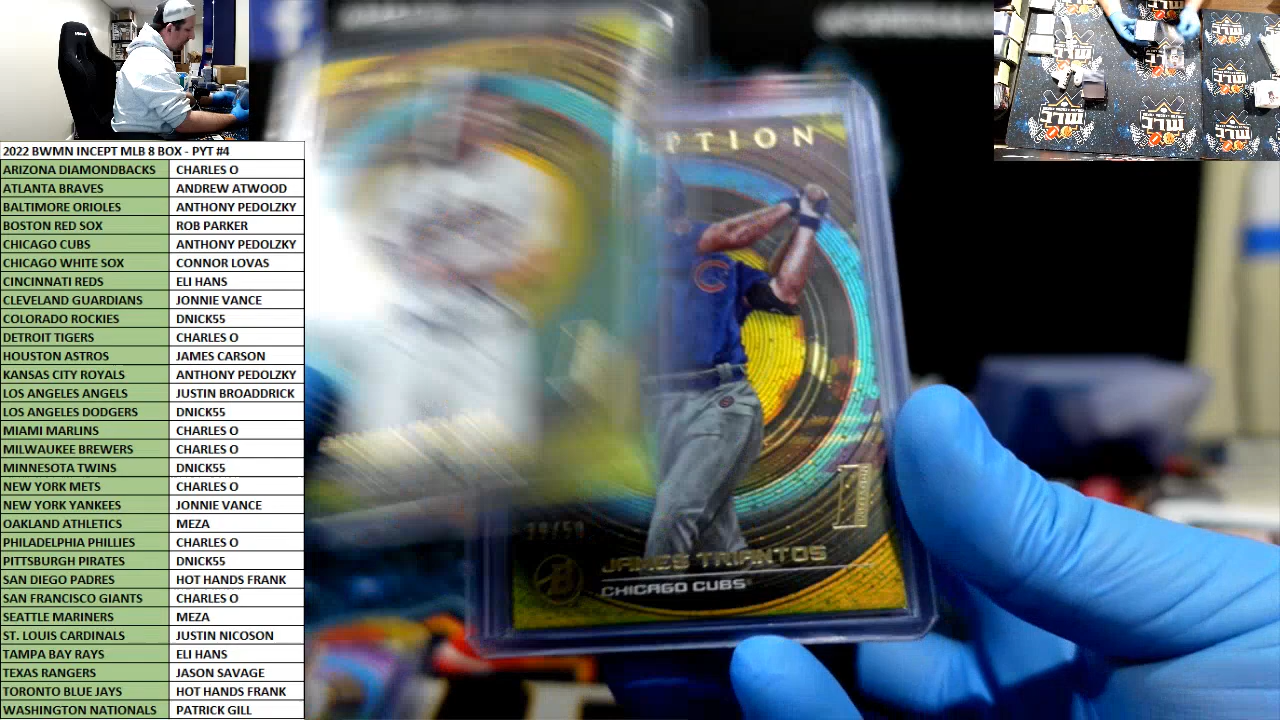 2022 BWMN INCEPT MLB 8 BOX - PYT #4
ARIZONA DIAMONDBACKS CHARLES O
ATLANTA BRAVES ANDREW ATWOOD
BALTIMORE ORIOLES ANTHONY PEDOLZKY
BOSTON RED SOX ROB PARKER
CHICAGO CUBS ANTHONY PEDOLZKY
CHICAGO WHITE SOX CONNOR LOVAS
CINCINNATI REDS ELI HANS
CLEVELAND GUARDIANS JONNIE VANCE
COLORADO ROCKIES DNICK55
DETROIT TIGERS CHARLES O
HOUSTON ASTROS JAMES CARSON
KANSAS CITY ROYALS ANTHONY PEDOLZKY
LOS ANGELES ANGELS JUSTIN BROADDRICK
LOS ANGELES DODGERS DNICK55
MIAMI MARLINS CHARLES O
MILWAUKEE BREWERS CHARLES O
MINNESOTA TWINS DNICK55
NEW YORK METS CHARLES O
NEW YORK YANKEES JONNIE VANCE
OAKLAND ATHLETICS MEZA
PHILADELPHIA PHILLIES CHARLES O
PITTSBURGH PIRATES DNICK55
SAN DIEGO PADRES HOT HANDS FRANK
SAN FRANCISCO GIANTS CHARLES O
SEATTLE MARINERS MEZA
ST. LOUIS CARDINALS JUSTIN NICOSON
TAMPA BAY RAYS ELI HANS
TEXAS RANGERS JASON SAVAGE
TORONTO BLUE JAYS HOT HANDS FRANK
WASHINGTON NATIONALS PATRICK GILL
PTION
C
JAMES TRIANTOS
CHICAGO CUBS